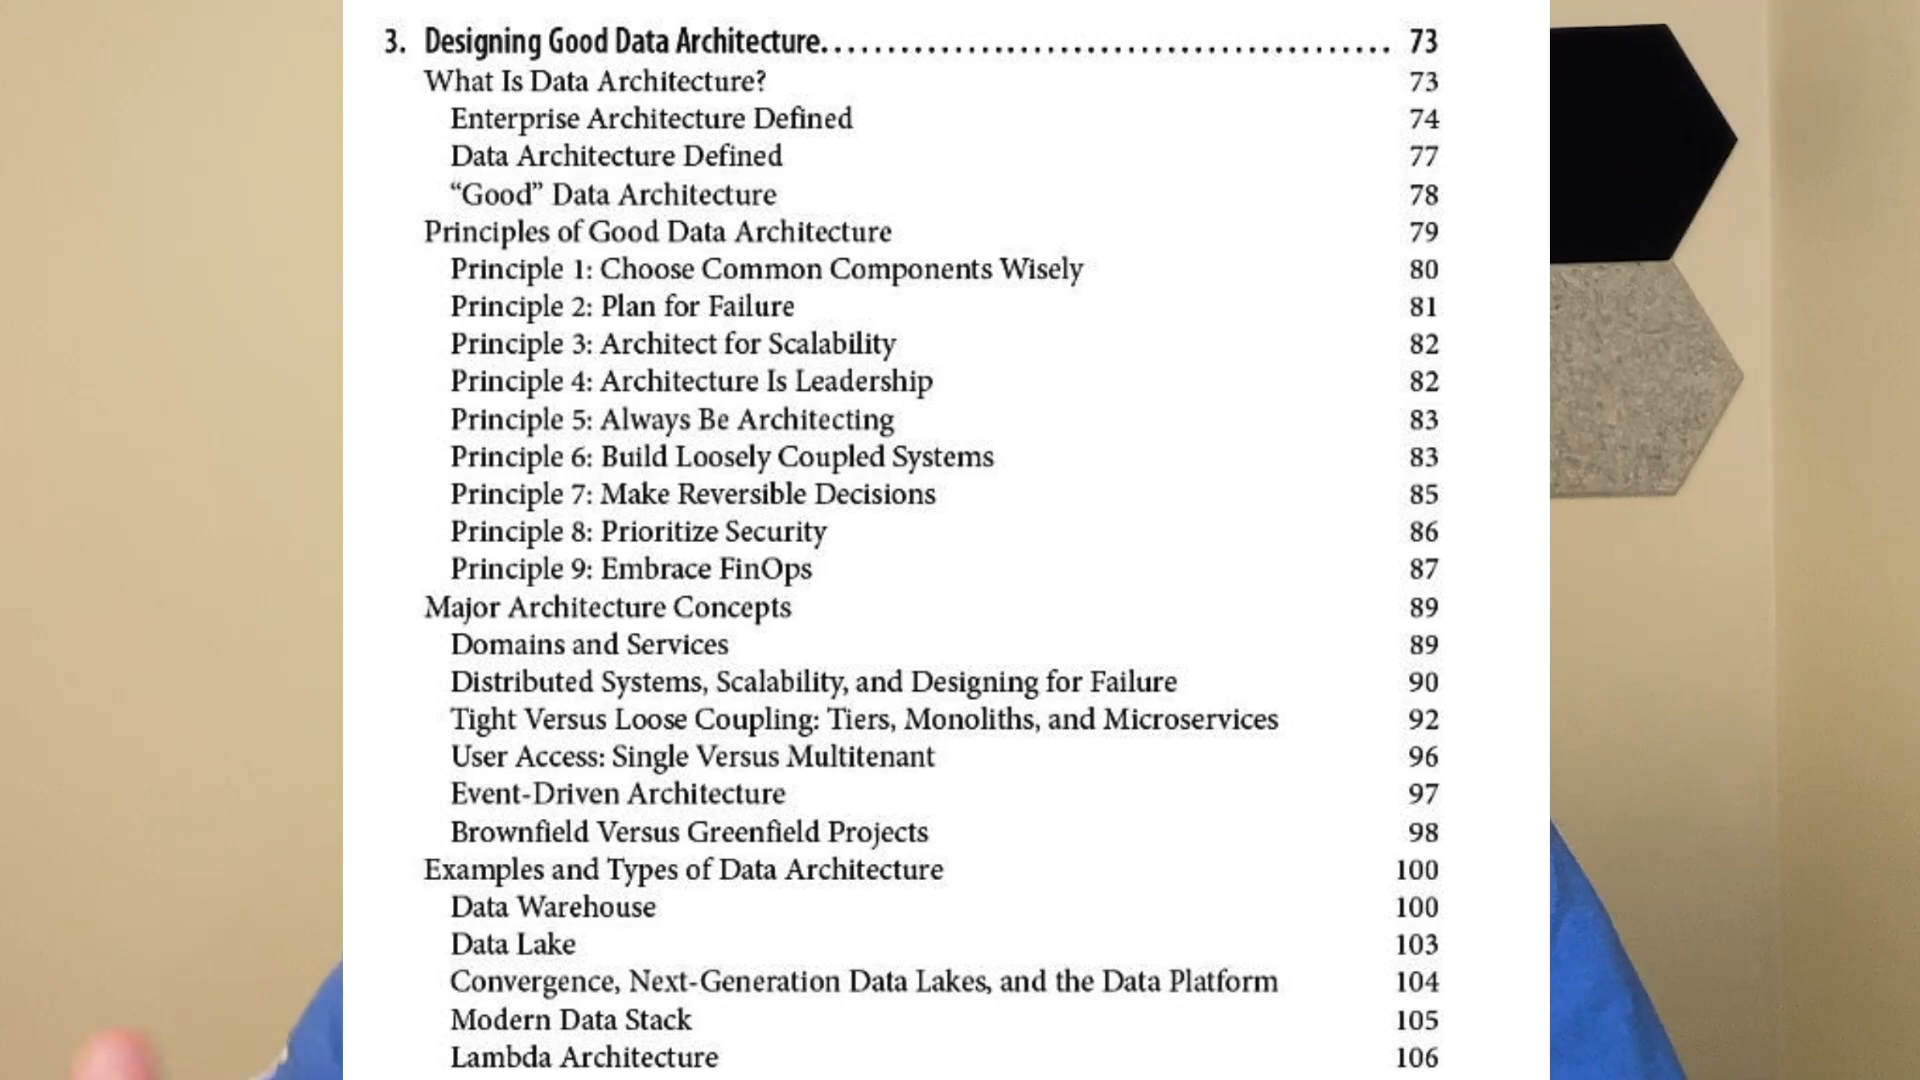 3. Designing Good Data Architecture. . . . . . . . . . . . . . . . . . . . . . . . . . . . . . . . . . . . . . . . . . . 73
What Is Data Architecture? 73
Enterprise Architecture Defined 74
Data Architecture Defined 77
“Good” Data Architecture 78
Principles of Good Data Architecture 79
Principle 1: Choose Common Components Wisely 80
Principle 2: Plan for Failure 81
Principle 3: Architect for Scalability 82
Principle 4: Architecture Is Leadership 82
Principle 5: Always Be Architecting 83
Principle 6: Build Loosely Coupled Systems 83
Principle 7: Make Reversible Decisions 85
Principle 8: Prioritize Security 86
Principle 9: Embrace FinOps 87
Major Architecture Concepts 89
Domains and Services 89
Distributed Systems, Scalability, and Designing for Failure 90
Tight Versus Loose Coupling: Tiers, Monoliths, and Microservices 92
User Access: Single Versus Multitenant 96
Event-Driven Architecture 97
Brownfield Versus Greenfield Projects 98
Examples and Types of Data Architecture 100
Data Warehouse 100
Data Lake 103
Convergence, Next-Generation Data Lakes, and the Data Platform 104
Modern Data Stack 105
Lambda Architecture 106